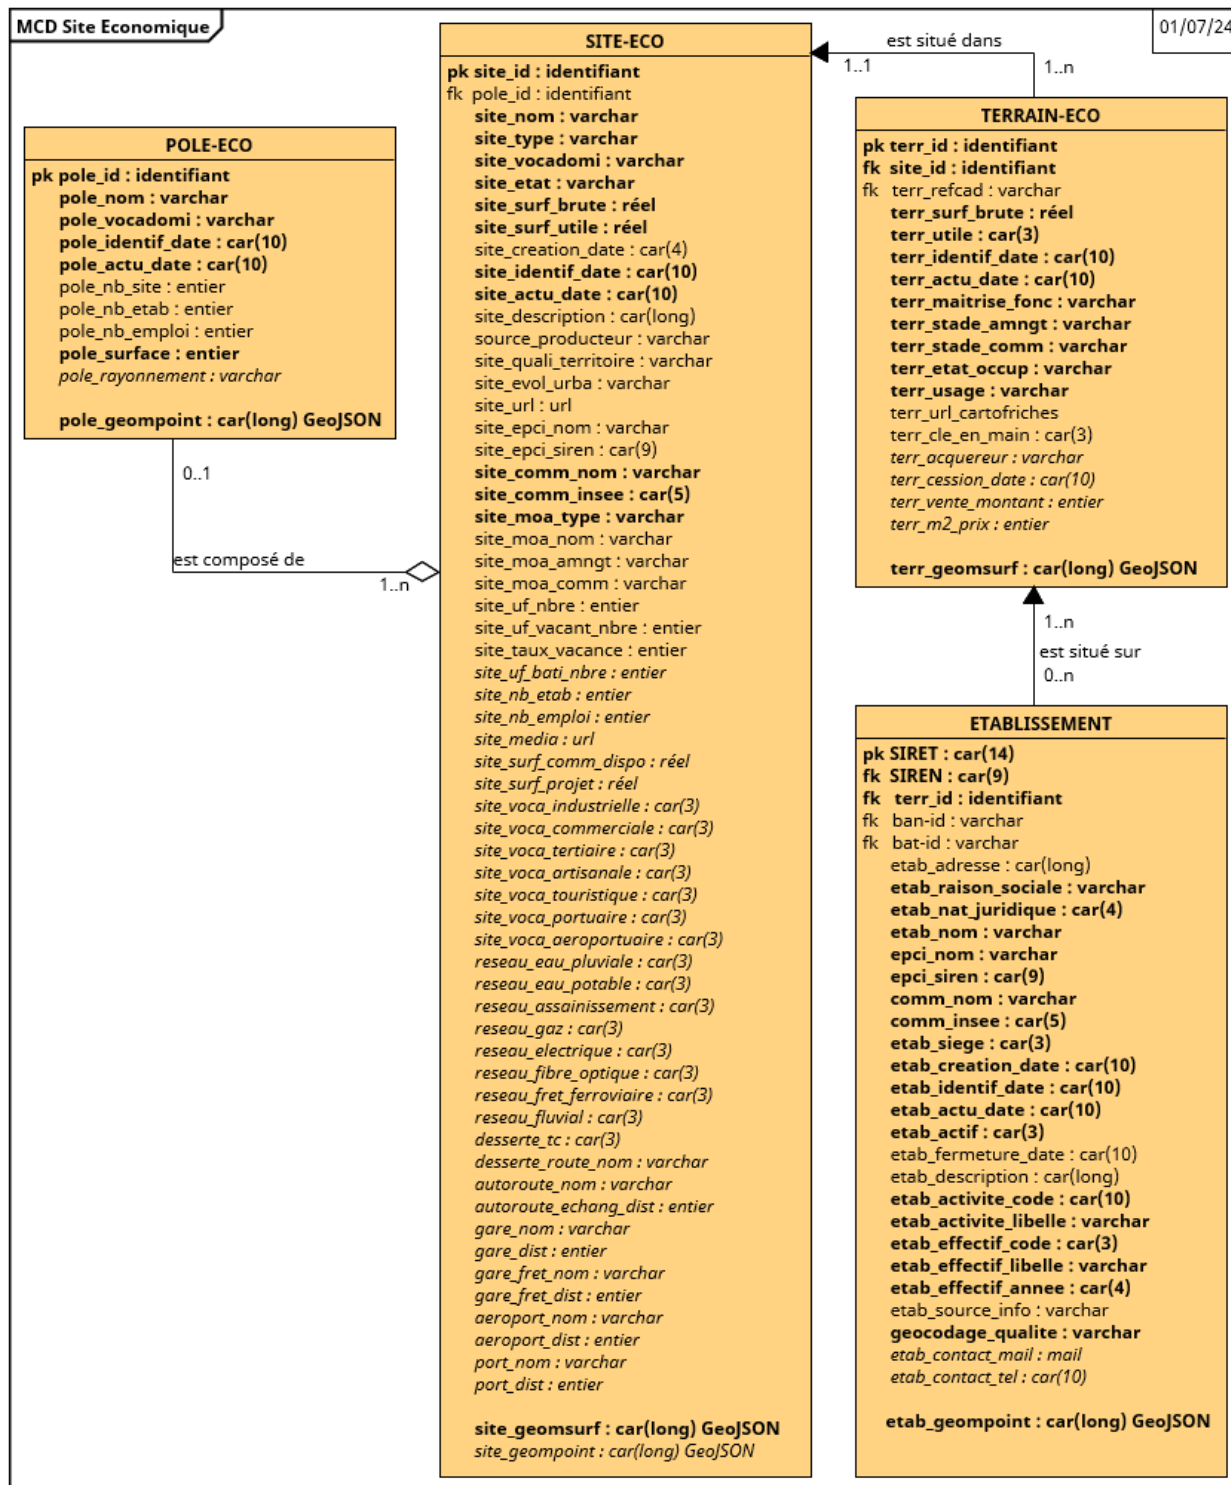 MCD Site Economique
01/07/24
POLE-ECO
pk pole_id : identifiant
pole_nom : varchar
pole_vocadomi : varchar
pole_identif_date : car(10)
pole_actu_date : car(10)
pole_nb_site : entier
pole_nb_etab : entier
pole_nb_emploi : entier
pole_surface : entier
pole_rayonnement : varchar
pole_geompoint : car(long) GeoJSON
0..1
est composé de
1..n
SITE-ECO
pk site_id : identifiant
fk pole_id : identifiant
site_nom : varchar
site_type : varchar
site_vocadomi : varchar
site_etat : varchar
site_surf_brute : réel
site_surf_utile : réel
site_creation_date : car(4)
site_identif_date : car(10)
site_actu_date : car(10)
site_description : car(long)
source_producteur : varchar
site_quali_territoire : varchar
site_evol_urba : varchar
site_url : url
site_epci_nom : varchar
site_epci_siren : car(9)
site_comm_nom : varchar
site_comm_insee : car(5)
site_moa_type : varchar
site_moa_nom : varchar
site_moa_amngt : varchar
site_moa_comm : varchar
site_uf_nbre : entier
site_uf_vacant_nbre : entier
site_taux_vacance : entier
site_uf_bati_nbre : entier
site_nb_etab : entier
site_nb_emploi : entier
site_media : url
site_surf_comm_dispo : réel
site_surf_projet : réel
site_voca_industrielle : car(3)
site_voca_commerciale : car(3)
site_voca_tertiaire : car(3)
site_voca_artisanale : car(3)
site_voca_touristique : car(3)
site_voca_portuaire : car(3)
site_voca_aeroportuaire : car(3)
reseau_eau_pluviale : car(3)
reseau_eau_potable : car(3)
reseau_assainissement : car(3)
reseau_gaz : car(3)
reseau_electrique : car(3)
reseau_fibre_optique : car(3)
reseau_fret_ferroviaire : car(3)
reseau_fluvial : car(3)
desserte_tc : car(3)
desserte_route_nom : varchar
autoroute_nom : varchar
autoroute_echang_dist : entier
gare_nom : varchar
gare_dist : entier
gare_fret_nom : varchar
gare_fret_dist : entier
aeroport_nom : varchar
aeroport_dist : entier
port_nom : varchar
port_dist : entier
site_geomsurf : car(long) GeoJSON
site_geompoint : car(long) GeoJSON
est situé dans
1..1
1..n
TERRAIN-ECO
pk terr_id : identifiant
fk site_id : identifiant
fk terr_refcad : varchar
terr_surf_brute : réel
terr_utile : car(3)
terr_identif_date : car(10)
terr_actu_date : car(10)
terr_maitrise_fonc : varchar
terr_stade_amngt : varchar
terr_stade_comm : varchar
terr_etat_occup : varchar
terr_usage : varchar
terr_url_cartofriches
terr_cle_en_main : car(3)
terr_acquereur : varchar
terr_cession_date : car(10)
terr_vente_montant : entier
terr_m2_prix : entier
terr_geomsurf : car(long) GeoJSON
1..n
est situé sur
0..n
ETABLISSEMENT
pk SIRET : car(14)
fk SIREN : car(9)
fk terr_id : identifiant
fk ban-id : varchar
fk bat-id : varchar
etab_adresse : car(long)
etab_raison_sociale : varchar
etab_nat_juridique : car(4)
etab_nom : varchar
epci_nom : varchar
epci_siren : car(9)
comm_nom : varchar
comm_insee : car(5)
etab_siege : car(3)
etab_creation_date : car(10)
etab_identif_date : car(10)
etab_actu_date : car(10)
etab_actif : car(3)
etab_fermeture_date : car(10)
etab_description : car(long)
etab_activite_code : car(10)
etab_activite_libelle : varchar
etab_effectif_code : car(3)
etab_effectif_libelle : varchar
etab_effectif_annee : car(4)
etab_source_info : varchar
geocodage_qualite : varchar
etab_contact_mail : mail
etab_contact_tel : car(10)
etab_geompoint : car(long) GeoJSON